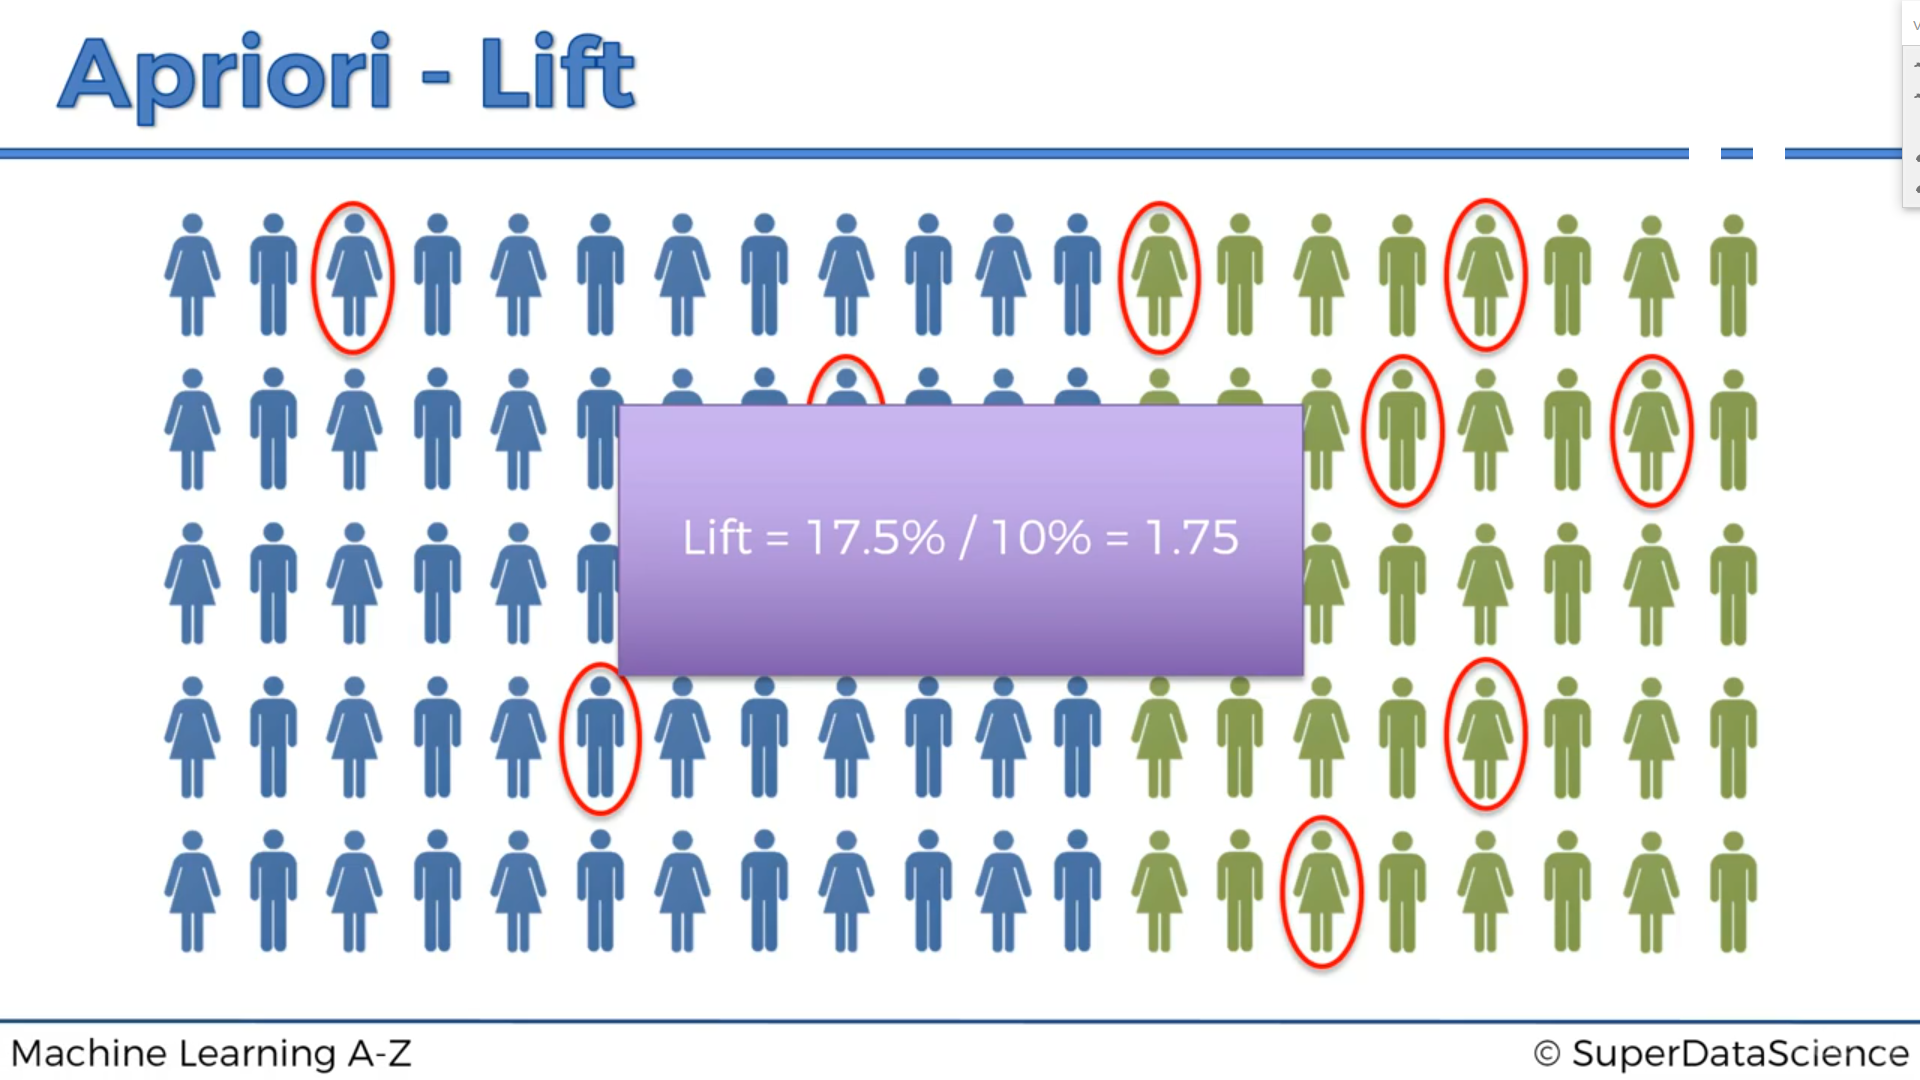 Apriori - Lift
Lift = 17.5% / 10% = 1.75
Machine Learning A-Z
© SuperDataScience